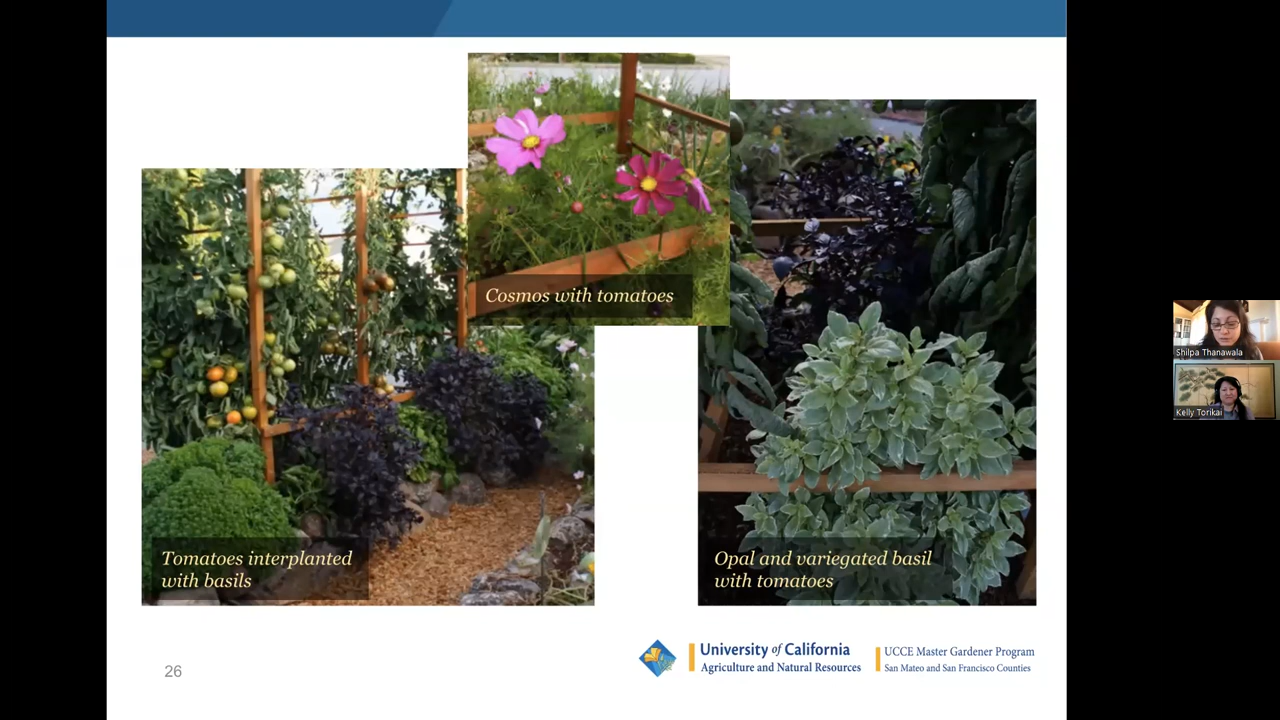 Cosmos with tomatoes
Tomatoes interplanted
with basils
Opal and variegated basil
with tomatoes
Shilpa Thanawala
Kelly Torikai
26
University of California
Agriculture and Natural Resources
UCCE Master Gardener Program
San Mateo and San Francisco Counties